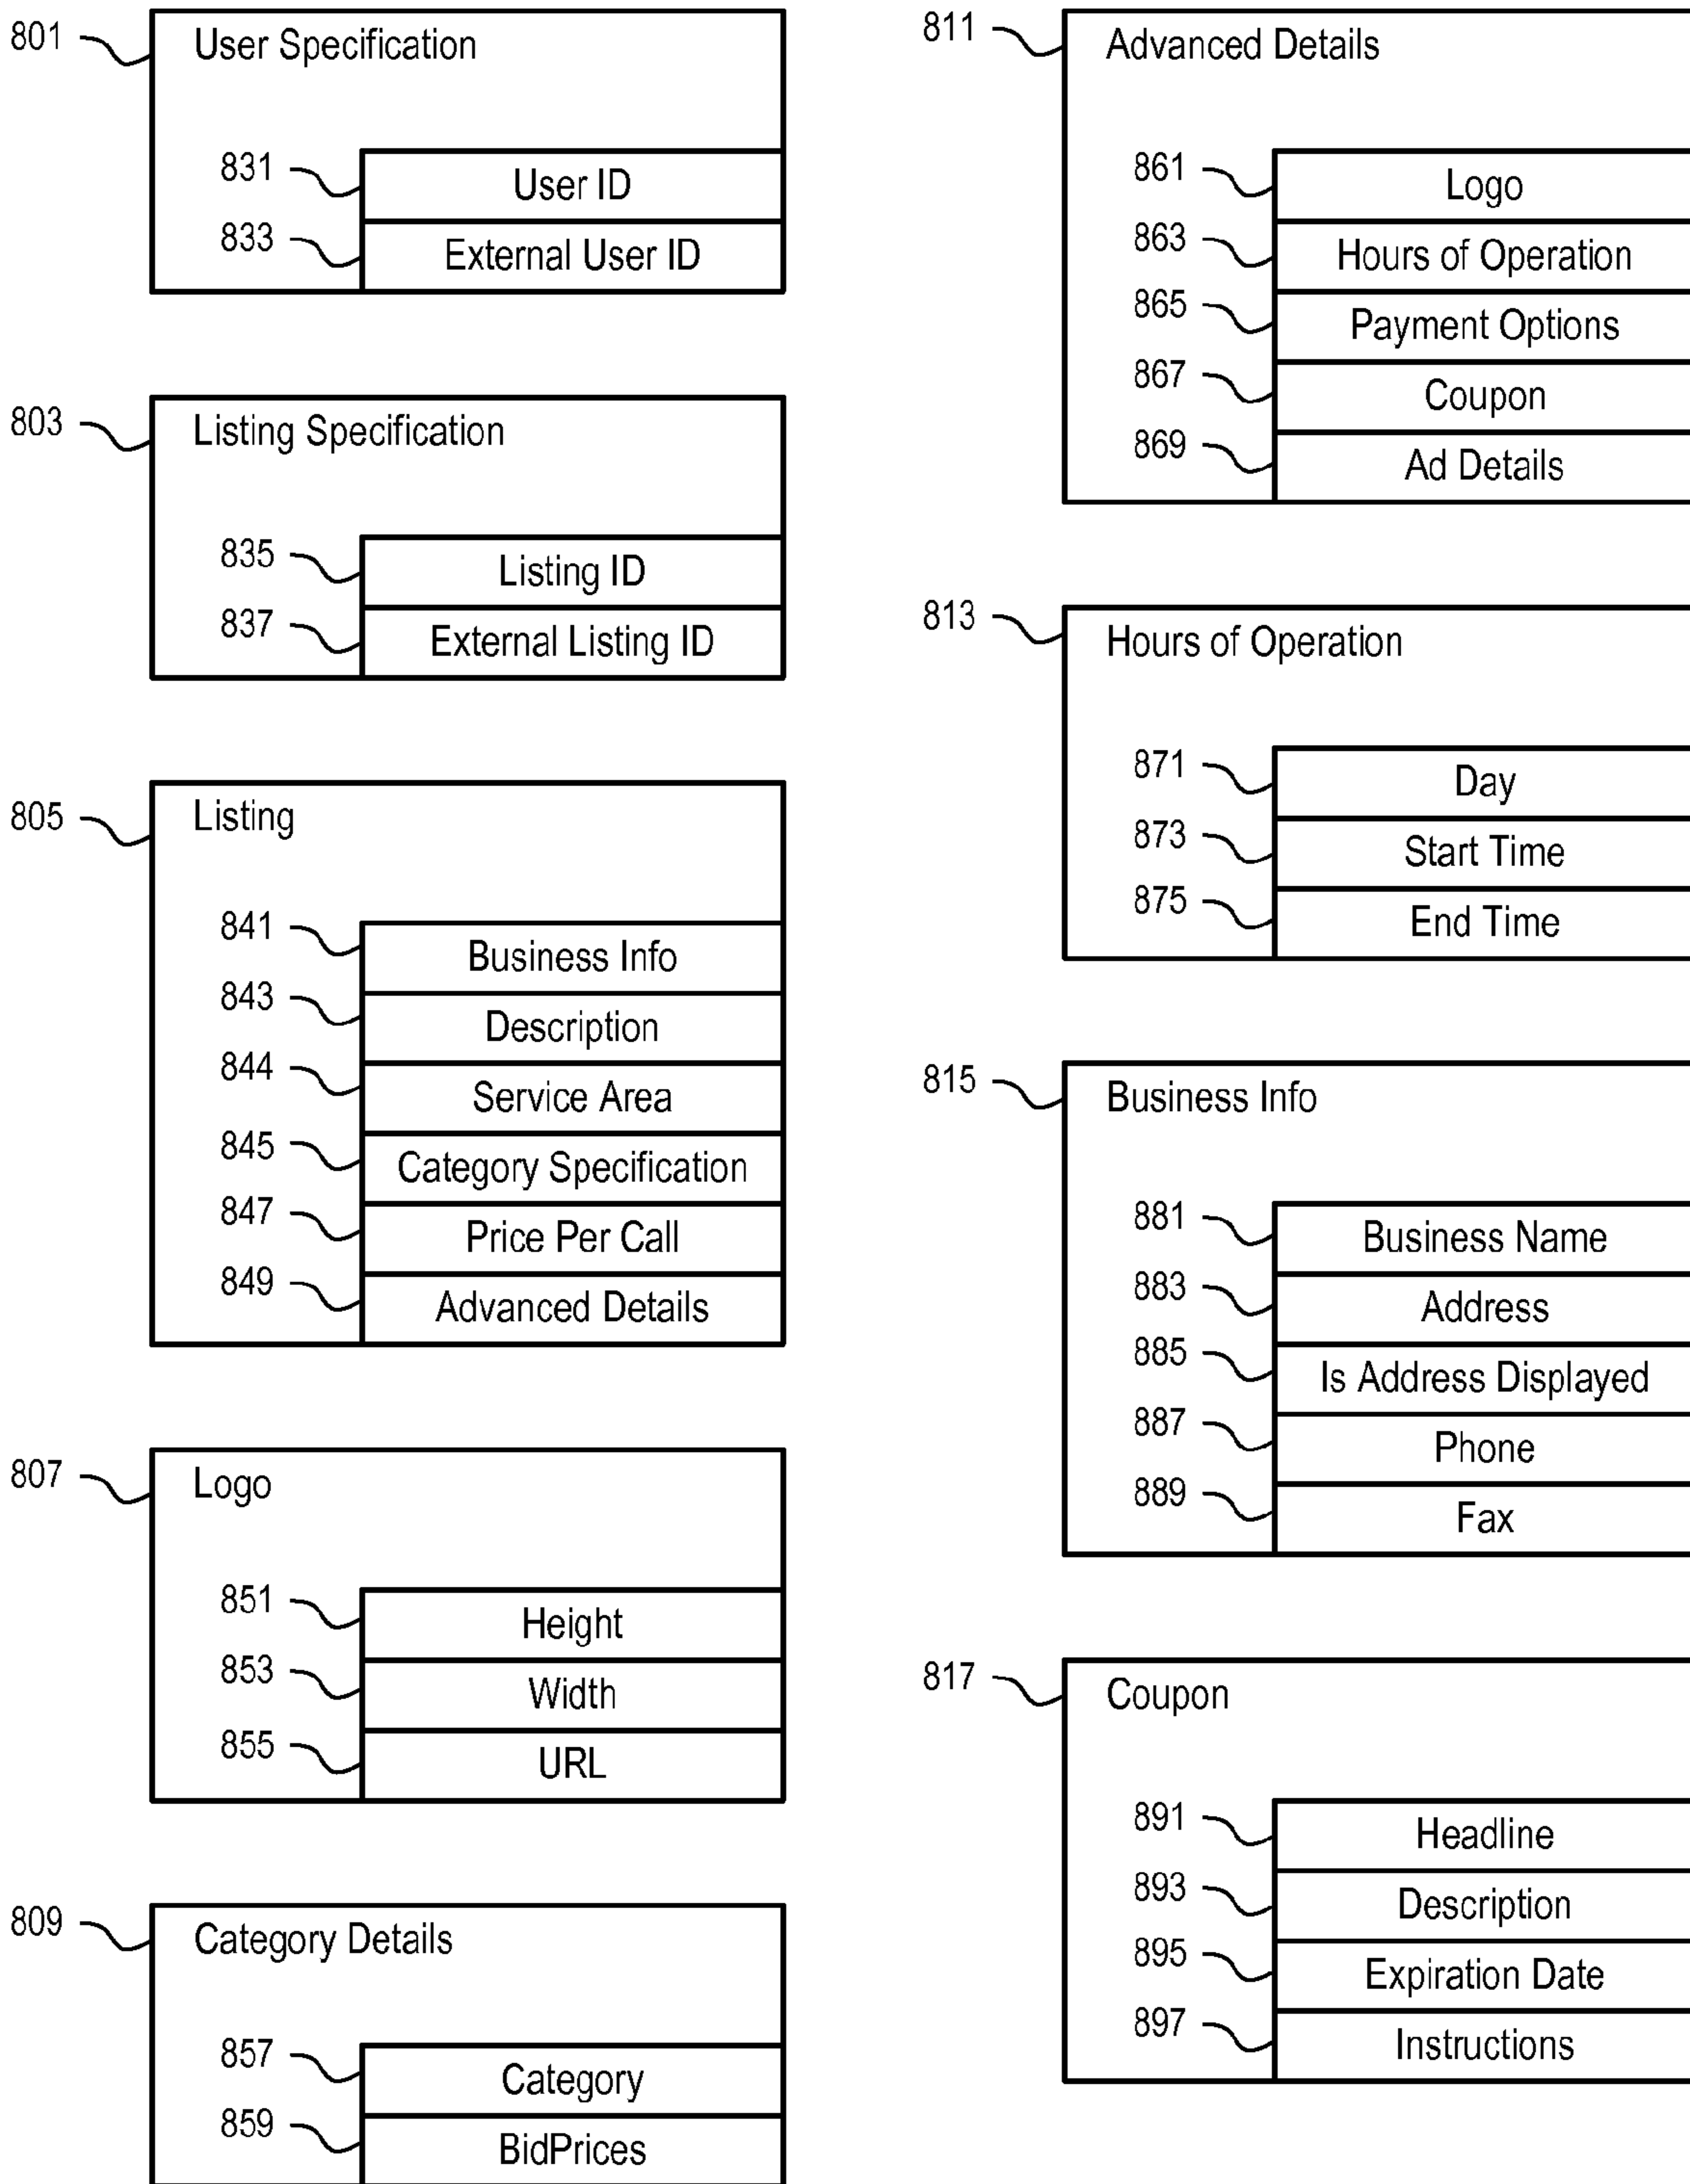 801 User Specification
831 User ID
833 External User ID
803 Listing Specification
835 Listing ID
837 External Listing ID
805 Listing
841 Business Info
843 Description
844 Service Area
845 Category Specification
847 Price Per Call
849 Advanced Details
807 Logo
851 Height
853 Width
855 URL
809 Category Details
857 Category
859 BidPrices
811 Advanced Details
861 Logo
863 Hours of Operation
865 Payment Options
867 Coupon
869 Ad Details
813 Hours of Operation
871 Day
873 Start Time
875 End Time
815 Business Info
881 Business Name
883 Address
885 Is Address Displayed
887 Phone
889 Fax
817 Coupon
891 Headline
893 Description
895 Expiration Date
897 Instructions